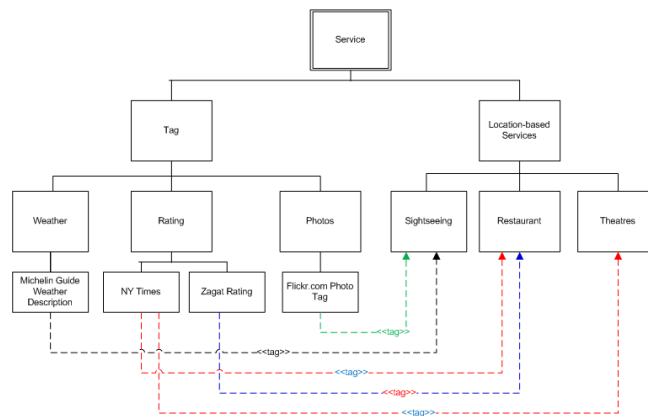 Service
Tag
Location-based
Services
Weather
Rating
Photos
Sightseeing
Restaurant
Theatres
Michelin Guide
Weather
Description
NY Times
Zagat Rating
Flickr.com Photo
Tag
<<tag>>
<<tag>>
<<tag>>
<<tag>>
<<tag>>